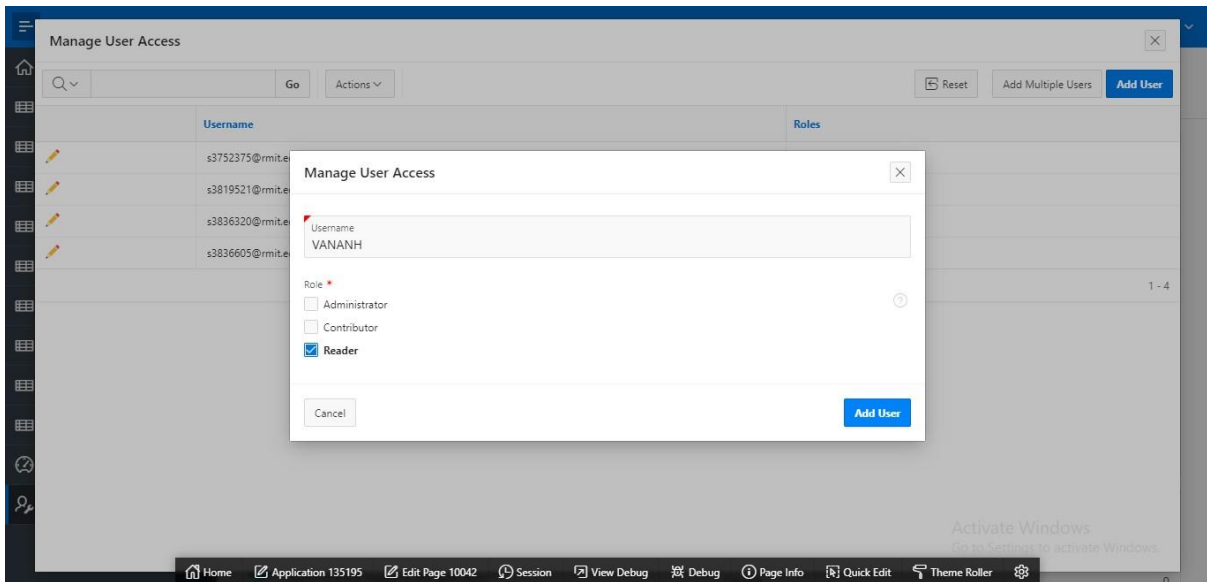 Manage User Access
Go Actions Reset Add Multiple Users Add User
Username Roles
s3752375@rmit.e
s3819521@rmit.e
s3836320@rmit.e
s3836605@rmit.e
1 - 4
Manage User Access
Username
VANANH
Role *
Administrator
Contributor
Reader
Cancel Add User
Activate Windows
Go to Settings to activate Windows.
Home Application 135195 Edit Page 10042 Session View Debug Debug Page Info Quick Edit Theme Roller